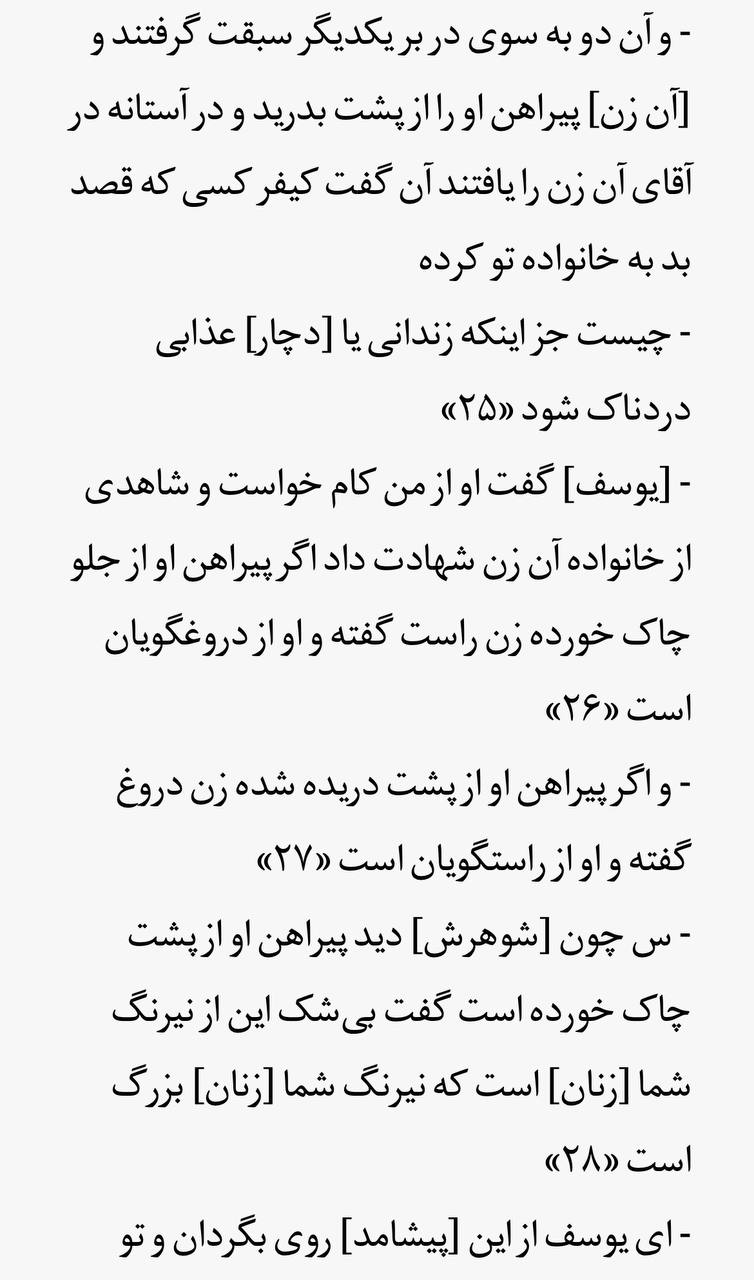 - و آن دو به سوی در بر یکدیگر سبقت گرفتند و
[آن زن] پیراهن او را از پشت بدرید و در آستانه در
آقای آن زن را یافتند آن گفت کیفر کسی که قصد
بد به خانواده تو کرده
- چیست جز اینکه زندانی یا [دچار] عذابی
دردناک شود «۲۵»
- [یوسف] گفت او از من کام خواست و شاهدی
از خانواده آن زن شهادت داد اگر پیراهن او از جلو
چاک خورده زن راست گفته و او از دروغگویان
است «۲۶»
- و اگر پیراهن او از پشت دریده شده زن دروغ
گفته و او از راستگویان است «۲۷»
- س چون [شوهرش] دید پیراهن او از پشت
چاک خورده است گفت بی‌شک این از نیرنگ
شما [زنان] است که نیرنگ شما [زنان] بزرگ
است «۲۸»
- ای یوسف از این [پیشامد] روی بگردان و تو